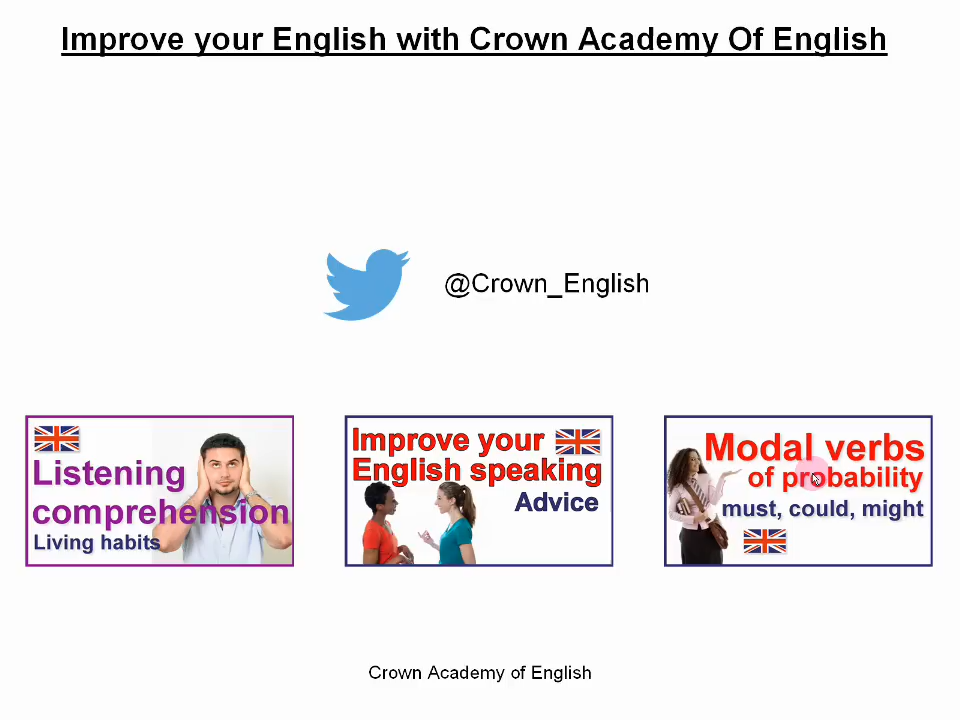 Improve your English with Crown Academy Of English
@Crown_English
Listening
comprehension
Living habits
Improve your
English speaking
Advice
Modal verbs
of probability
must, could, might
Crown Academy of English